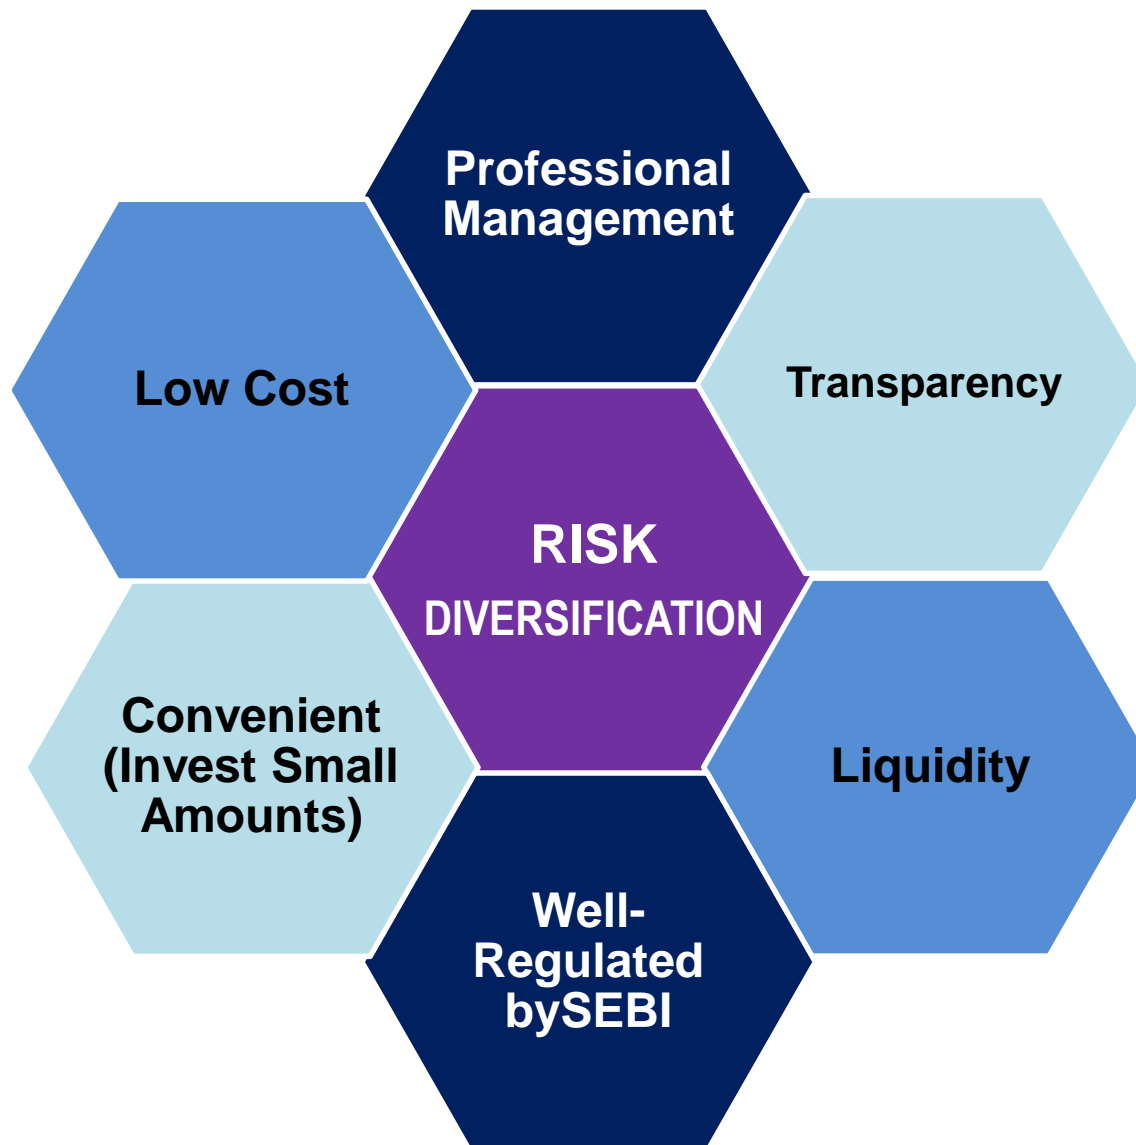 Professional
Management
Low Cost
Transparency
RISK
DIVERSIFICATION
Convenient
(Invest Small
Amounts)
Liquidity
Well-
Regulated
bySEBI